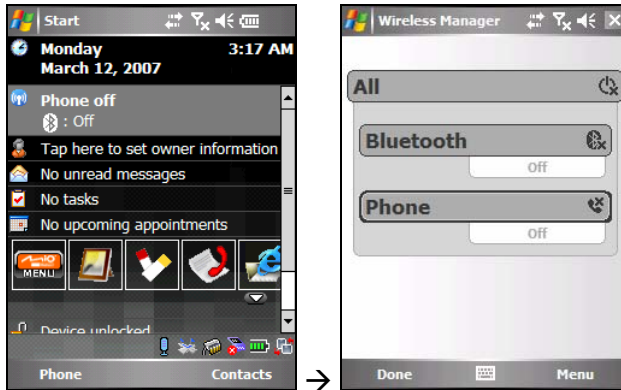 Start
Monday 3:17 AM
March 12, 2007
Phone off
: Off
Tap here to set owner information
No unread messages
No tasks
No upcoming appointments
MIO
MENU
Device unlocked
Phone Contacts
→
Wireless Manager
All
Bluetooth
Off
Phone
Off
Done Menu